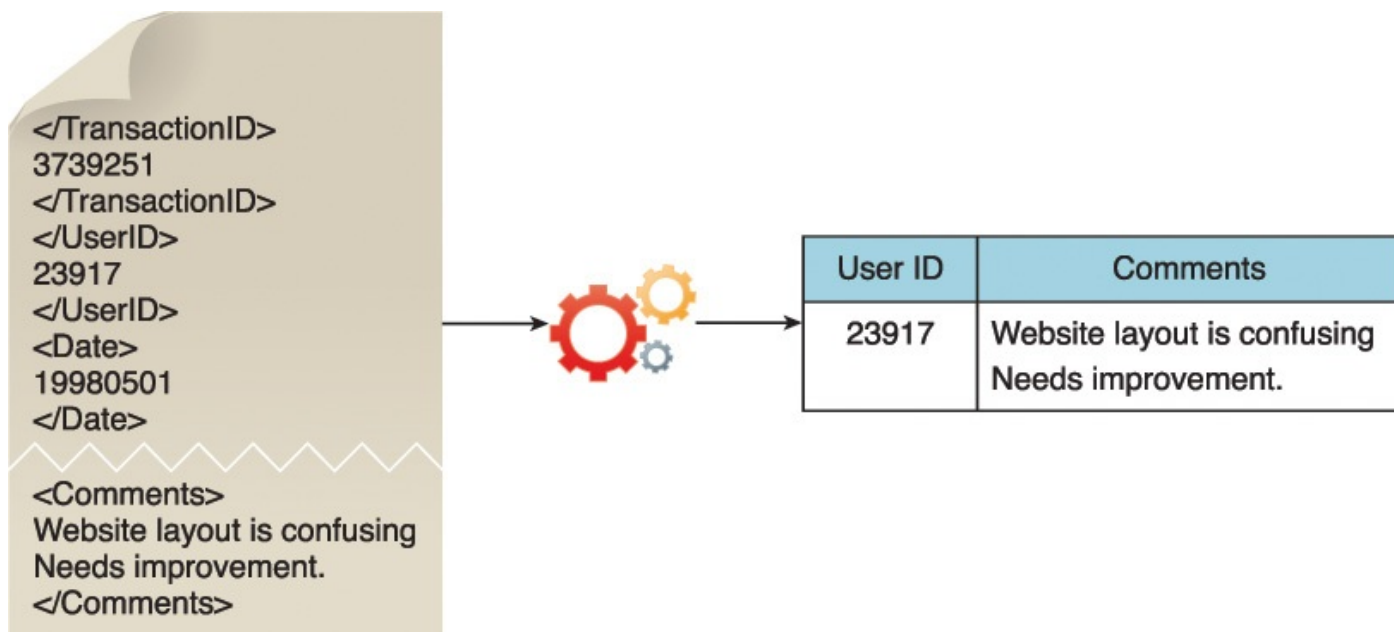 </TransactionID>
3739251
</TransactionID>
</UserID>
23917
</UserID>
<Date>
19980501
</Date>
<Comments>
Website layout is confusing
Needs improvement.
</Comments>
User ID Comments
23917 Website layout is confusing
Needs improvement.